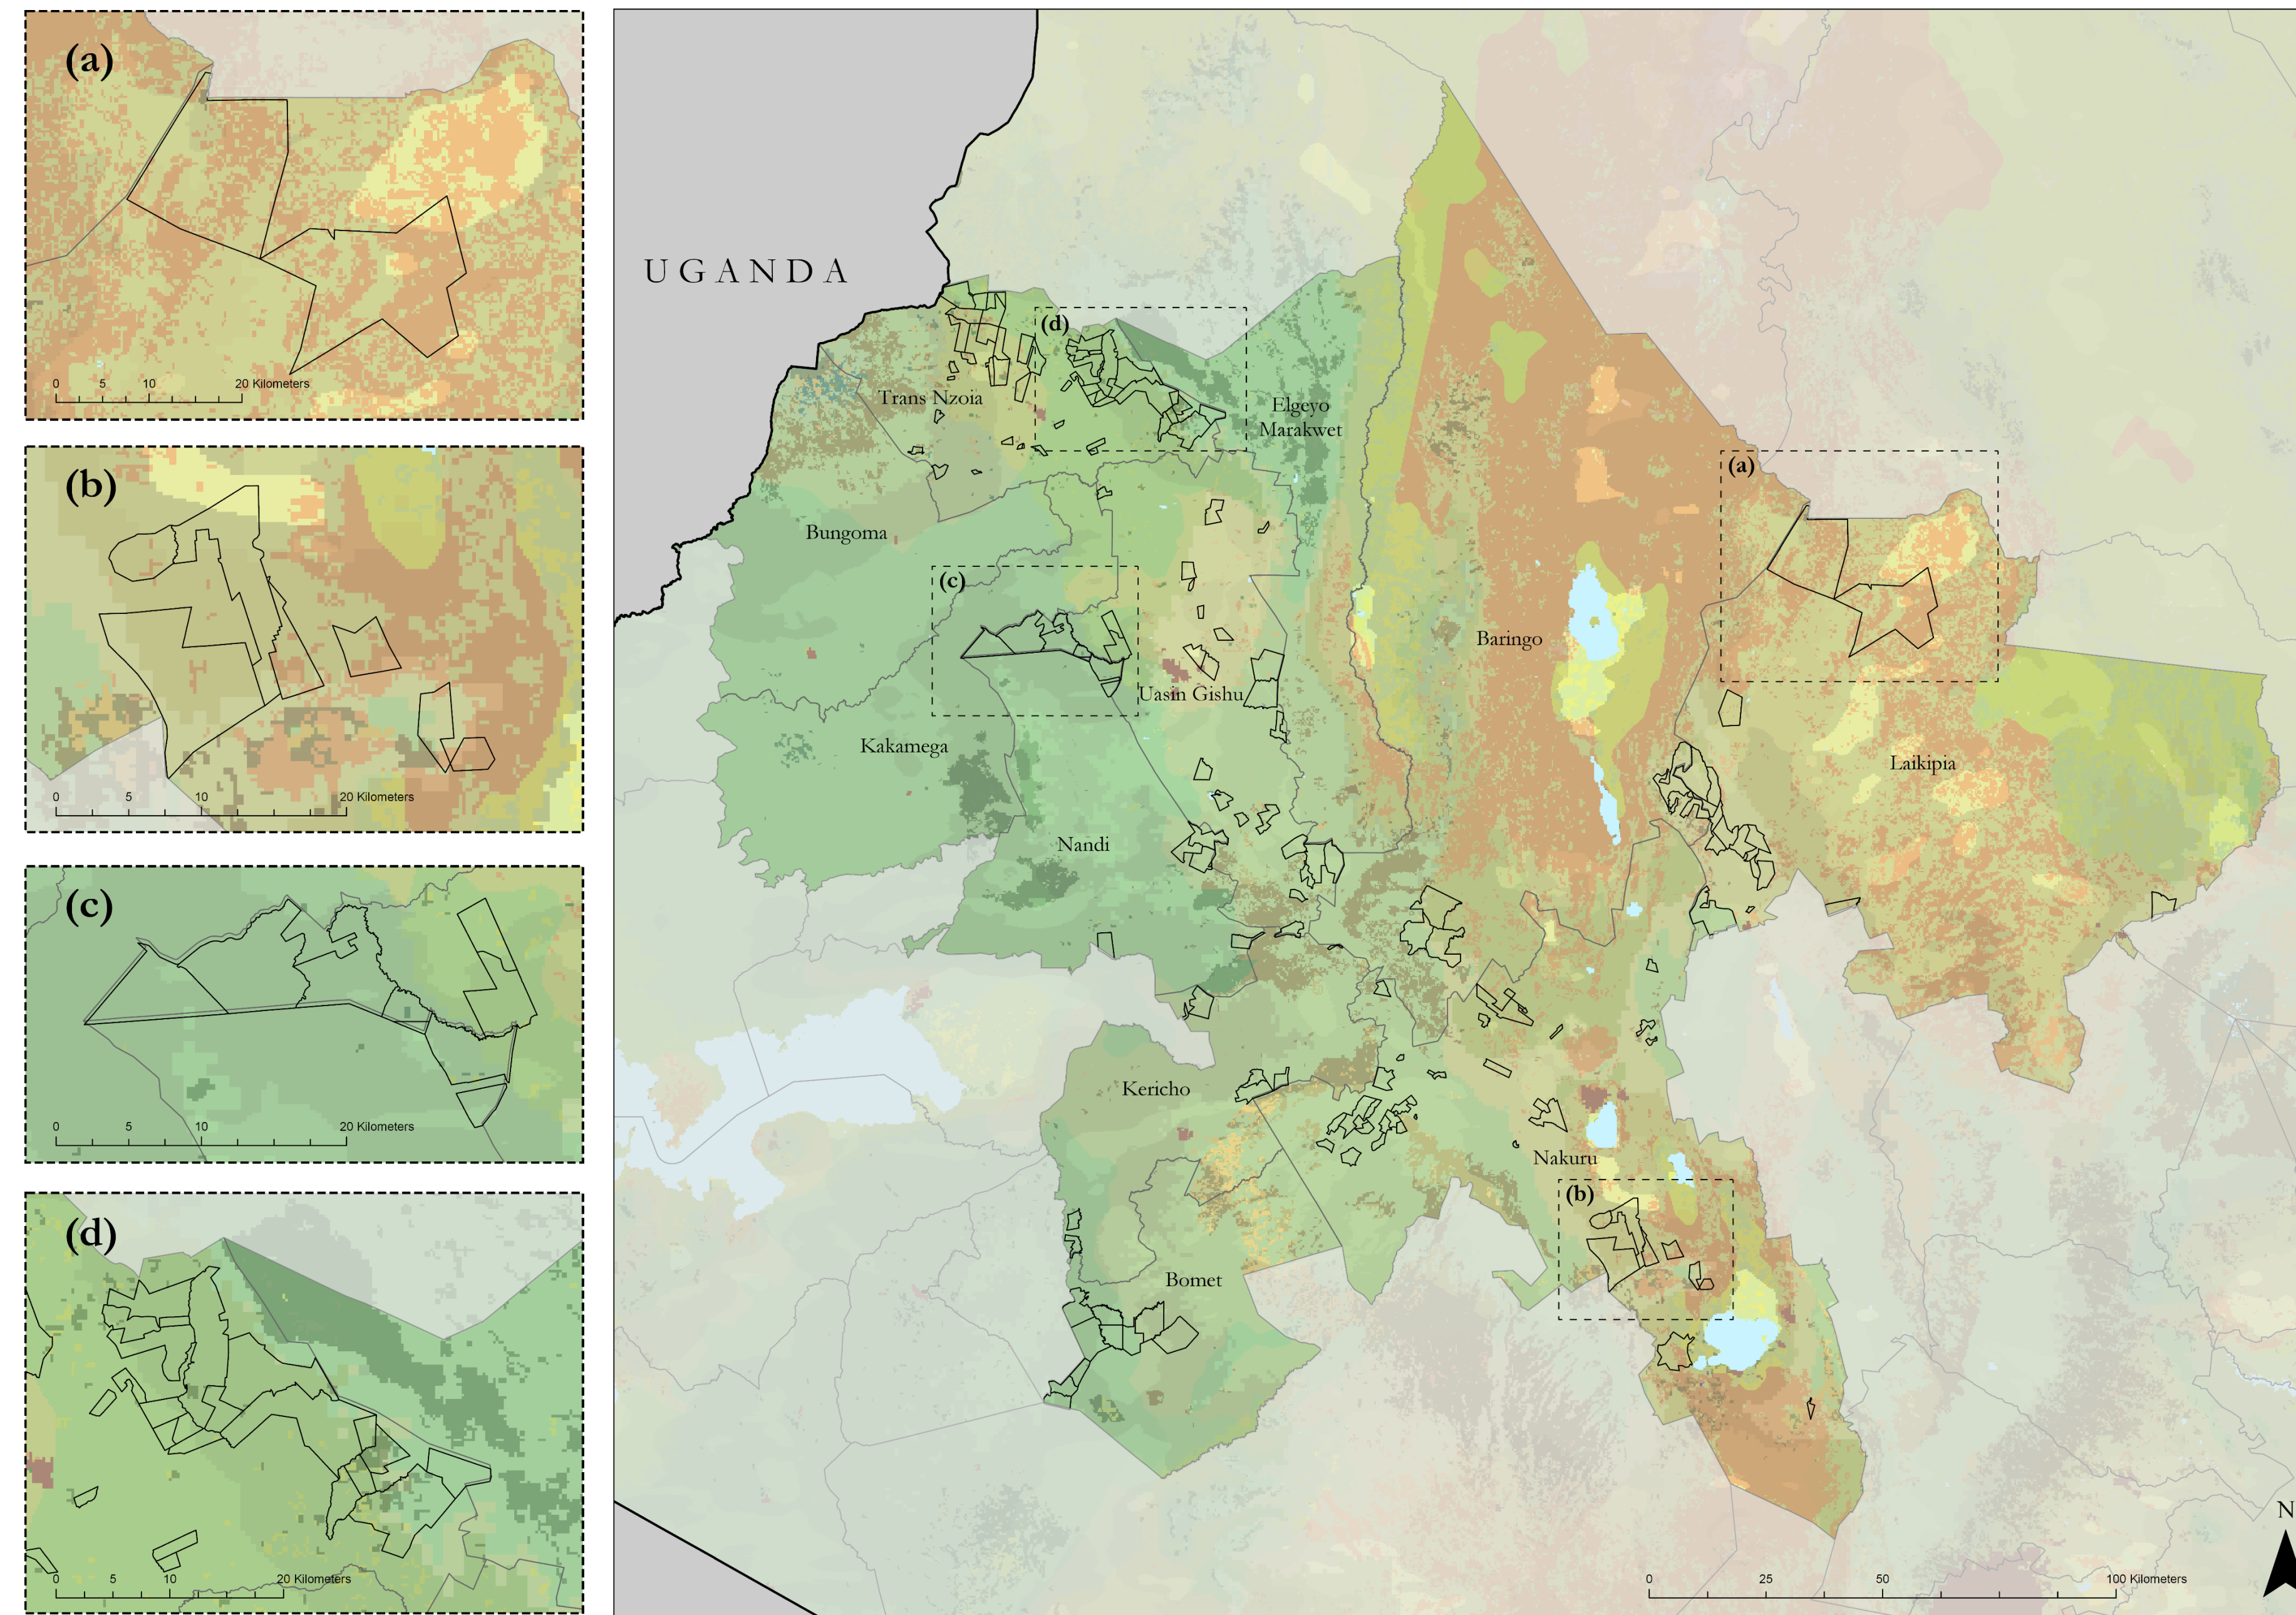 (a)
0 5 10 20 Kilometers
(b)
0 5 10 20 Kilometers
(c)
0 5 10 20 Kilometers
(d)
0 5 10 20 Kilometers
UGANDA
(d)
Trans Nzoia
Elgeyo
Marakwet
(a)
Bungoma
(c)
Baringo
Uasin Gishu
Kakamega
Laikipia
Nandi
Kericho
Nakuru
(b)
Bomet
N
0 25 50 100 Kilometers